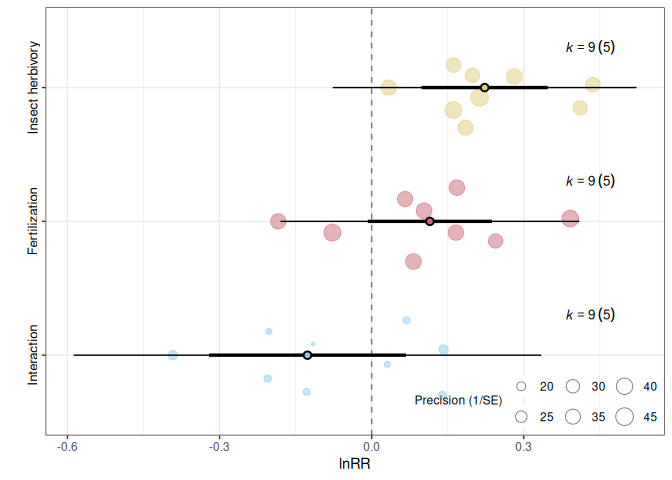 Insect herbivory
k = 9 (5)
Fertilization
k = 9 (5)
Interaction
k = 9 (5)
Precision (1/SE)
20 30 40
25 35 45
-0.6 -0.3 0.0 0.3
lnRR